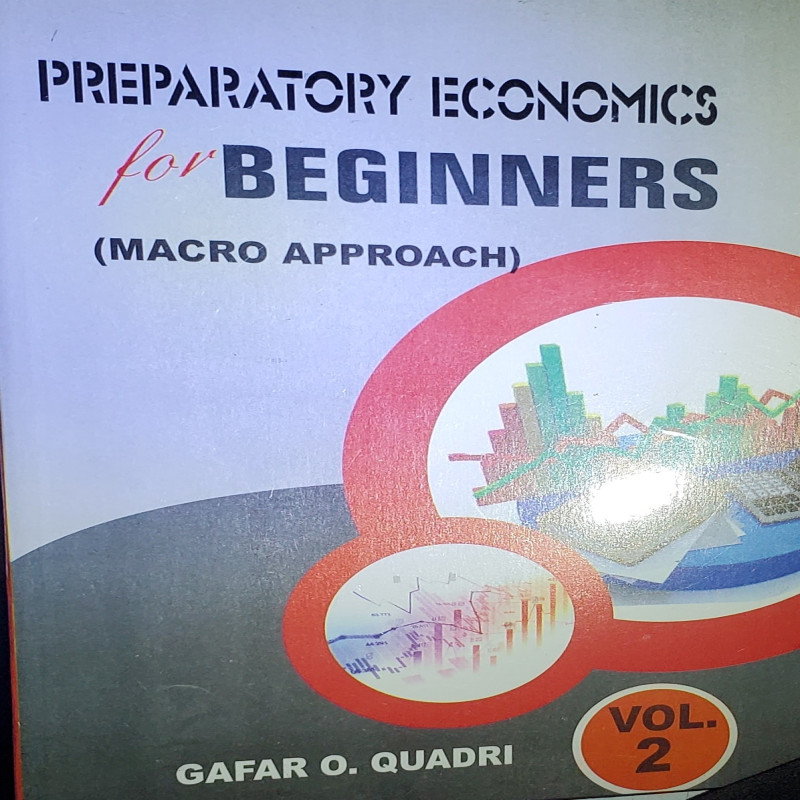 PREPARATORY ECONOMICS
for BEGINNERS
(MACRO APPROACH)
GAFAR O. QUADRI
VOL.
2